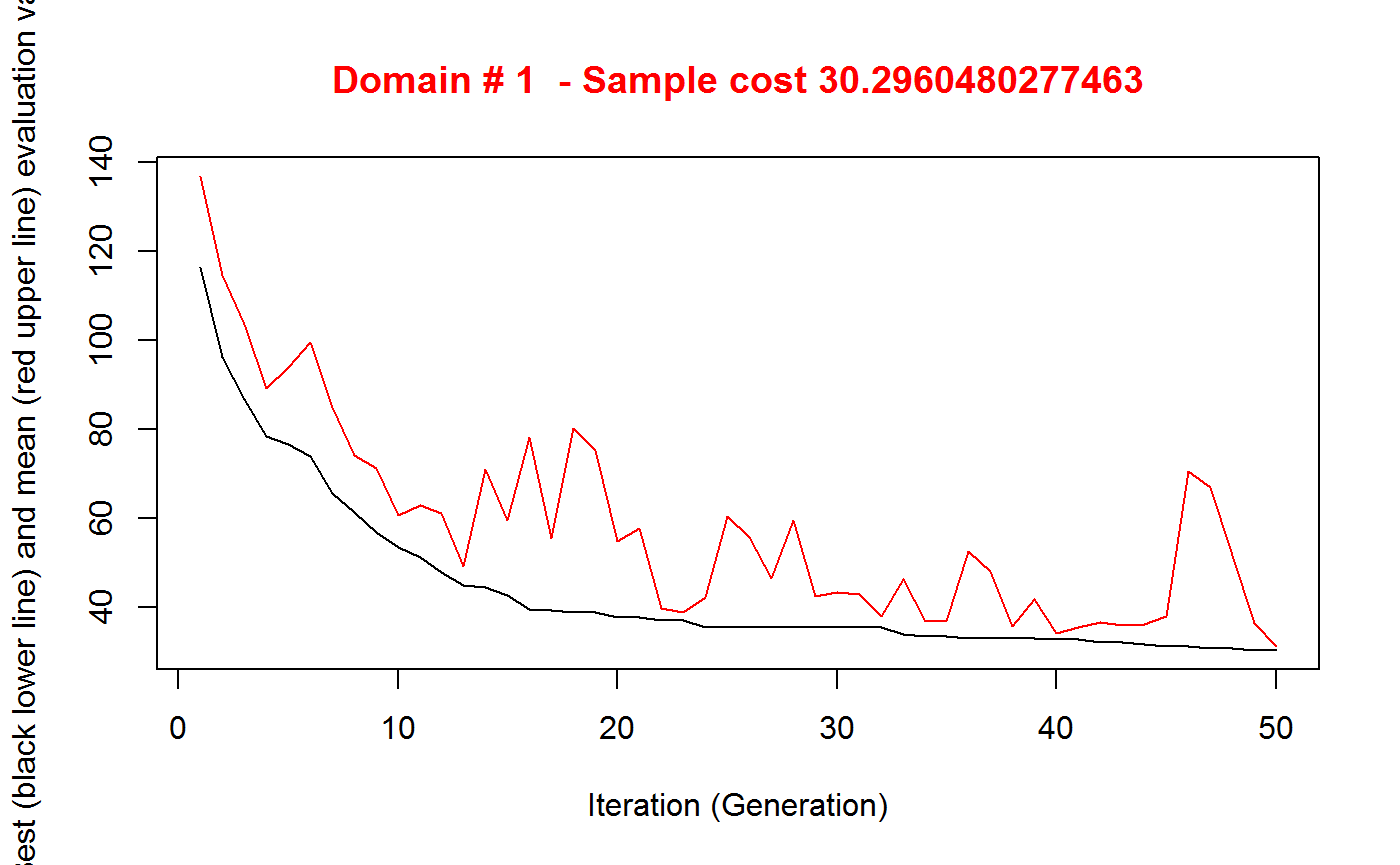 Domain # 1  - Sample cost 30.2960480277463
(black lower line) and mean (red upper line) evaluation
140
120
100
80
60
40
0 10 20 30 40 50
Iteration (Generation)